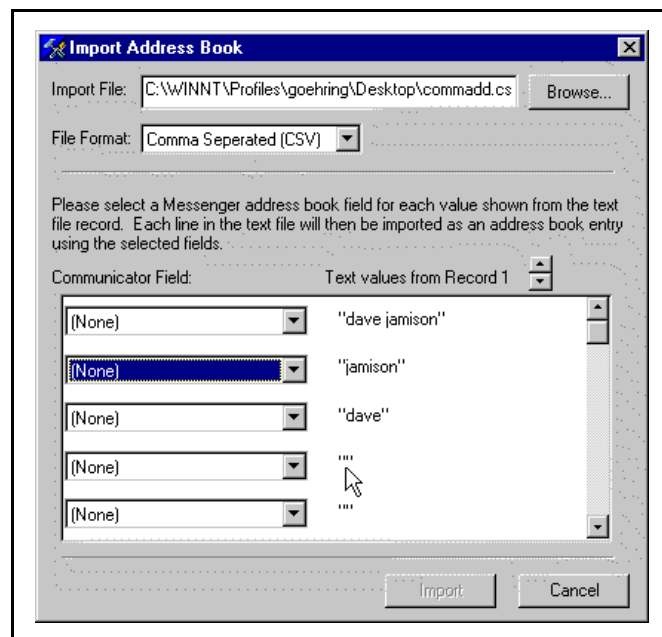 Import Address Book
Import File: C:\WINNT\Profiles\goehring\Desktop\commadd.cs Browse...
File Format: Comma Seperated (CSV)
Please select a Messenger address book field for each value shown from the text
file record. Each line in the text file will then be imported as an address book entry
using the selected fields.
Communicator Field: Text values from Record 1
(None) "dave jamison"
(None) "jamison"
(None) "dave"
(None) ""
(None) ""
Import Cancel